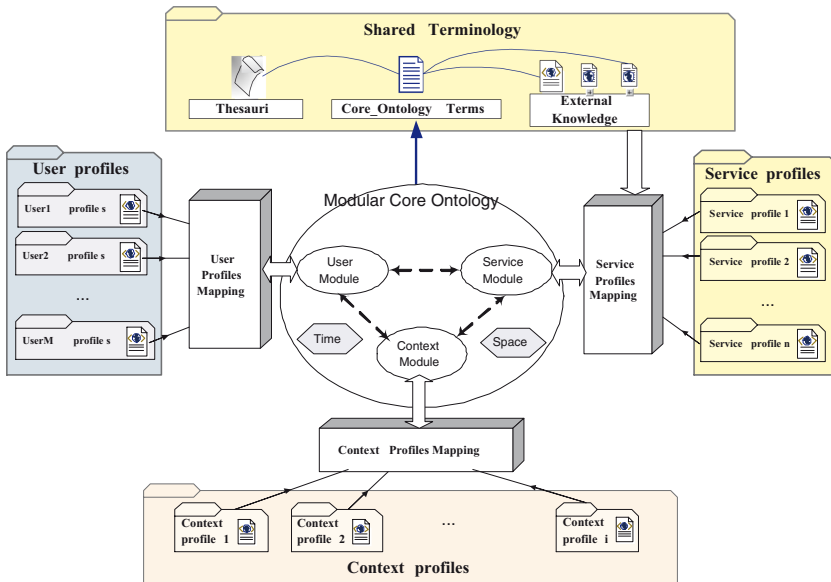 Shared Terminology
Thesauri
Core_Ontology Terms
External
Knowledge
User profiles
User1 profile s
User2 profile s
...
UserM profile s
User
Profiles
Mapping
Modular Core Ontology
User
Module
Service
Module
Context
Module
Time
Space
Service
Profiles
Mapping
Service profiles
Service profile 1
Service profile 2
...
Service profile n
Context Profiles Mapping
Context
profile 1
Context
profile 2
...
Context
profile i
Context profiles